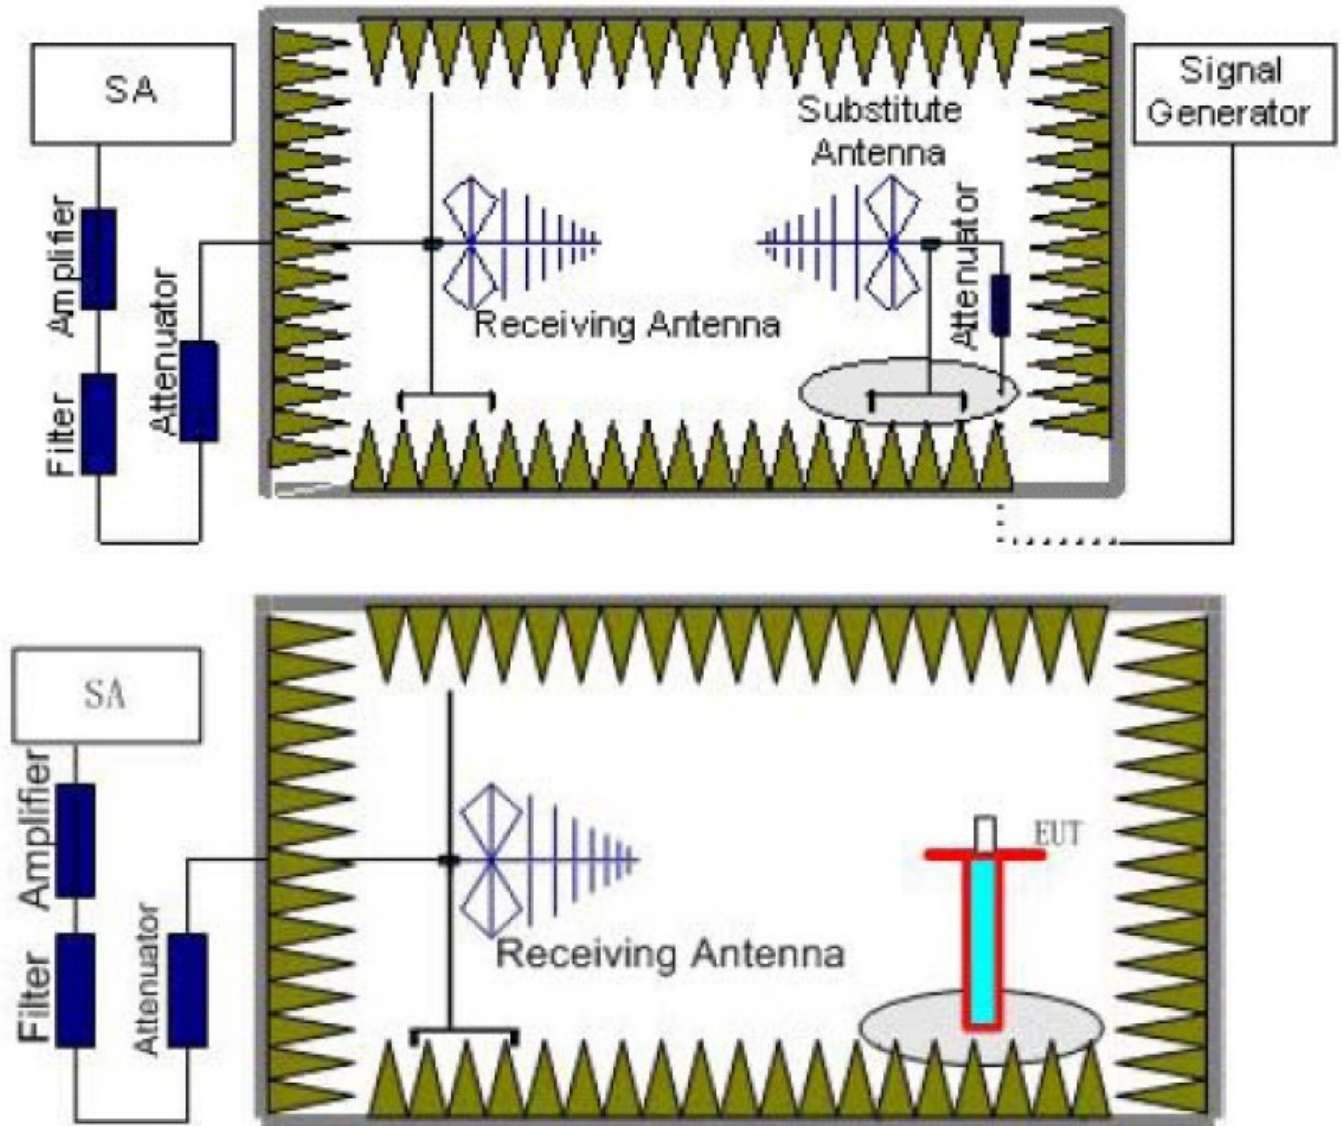 SA
Signal
Generator
Substitute
Antenna
Amplifier
Attenuator
Attenuator
Receiving Antenna
Filter
SA
Amplifier
EUT
Attenuator
Receiving Antenna
Filter